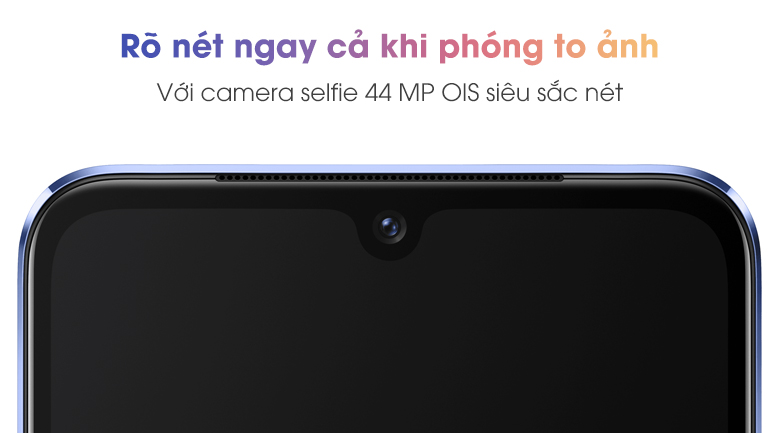 Rõ nét ngay cả khi phóng to ảnh
Với camera selfie 44 MP OIS siêu sắc nét